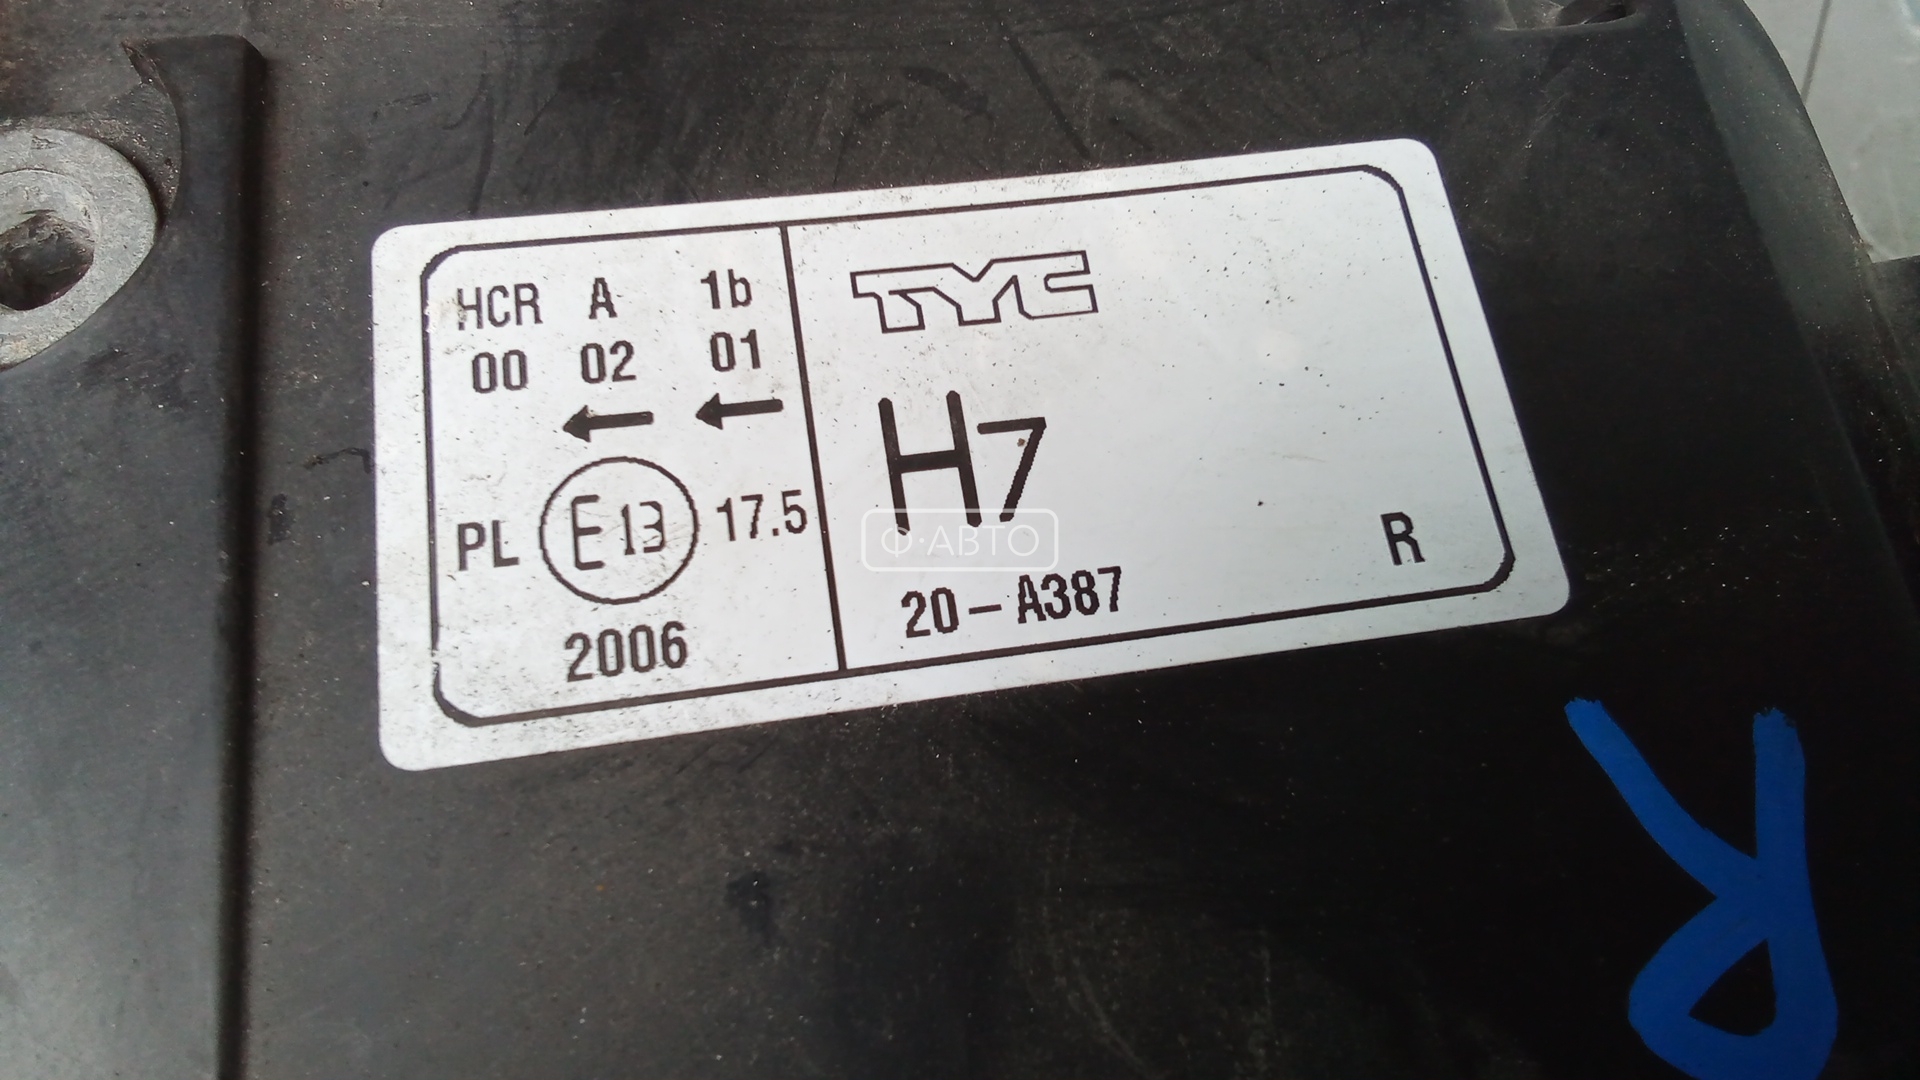 HCR A 1b
00 02 01
← ←
PL E13 17.5
2006
TYC
H7
20-A387
R
Ф·АВТО
R